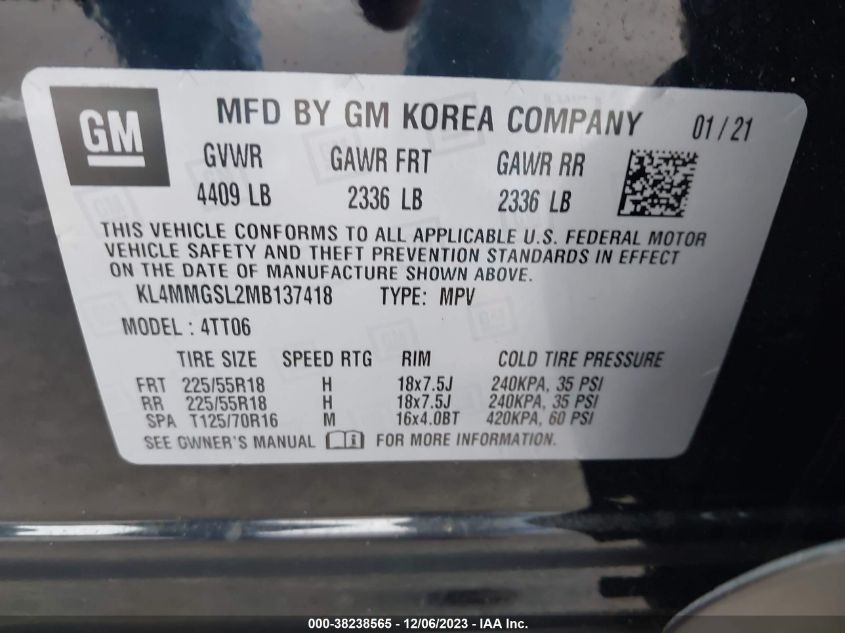 GM
MFD BY GM KOREA COMPANY 01/21
GVWR GAWR FRT GAWR RR
4409 LB 2336 LB 2336 LB
THIS VEHICLE CONFORMS TO ALL APPLICABLE U.S. FEDERAL MOTOR
VEHICLE SAFETY AND THEFT PREVENTION STANDARDS IN EFFECT
ON THE DATE OF MANUFACTURE SHOWN ABOVE.
KL4MMGSL2MB137418 TYPE: MPV
MODEL : 4TT06
TIRE SIZE SPEED RTG RIM COLD TIRE PRESSURE
FRT 225/55R18 H 18x7.5J 240KPA, 35 PSI
RR 225/55R18 H 18x7.5J 240KPA, 35 PSI
SPA T125/70R16 M 16x4.0BT 420KPA, 60 PSI
SEE OWNER'S MANUAL FOR MORE INFORMATION.
000-38238565 - 12/06/2023 - IAA Inc.